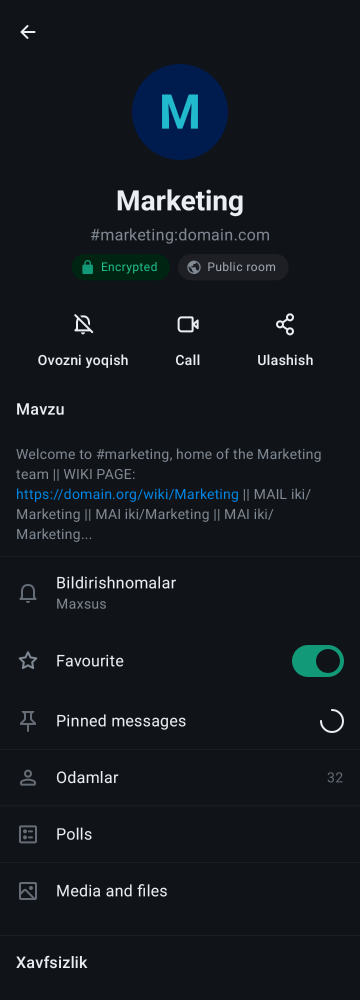 M
Marketing
#marketing:domain.com
Encrypted
Public room
Ovozni yoqish
Call
Ulashish
Mavzu
Welcome to #marketing, home of the Marketing
team || WIKI PAGE:
https://domain.org/wiki/Marketing || MAIL iki/
Marketing || MAI iki/Marketing || MAI iki/
Marketing...
Bildirishnomalar
Maxsus
Favourite
Pinned messages
Odamlar 32
Polls
Media and files
Xavfsizlik